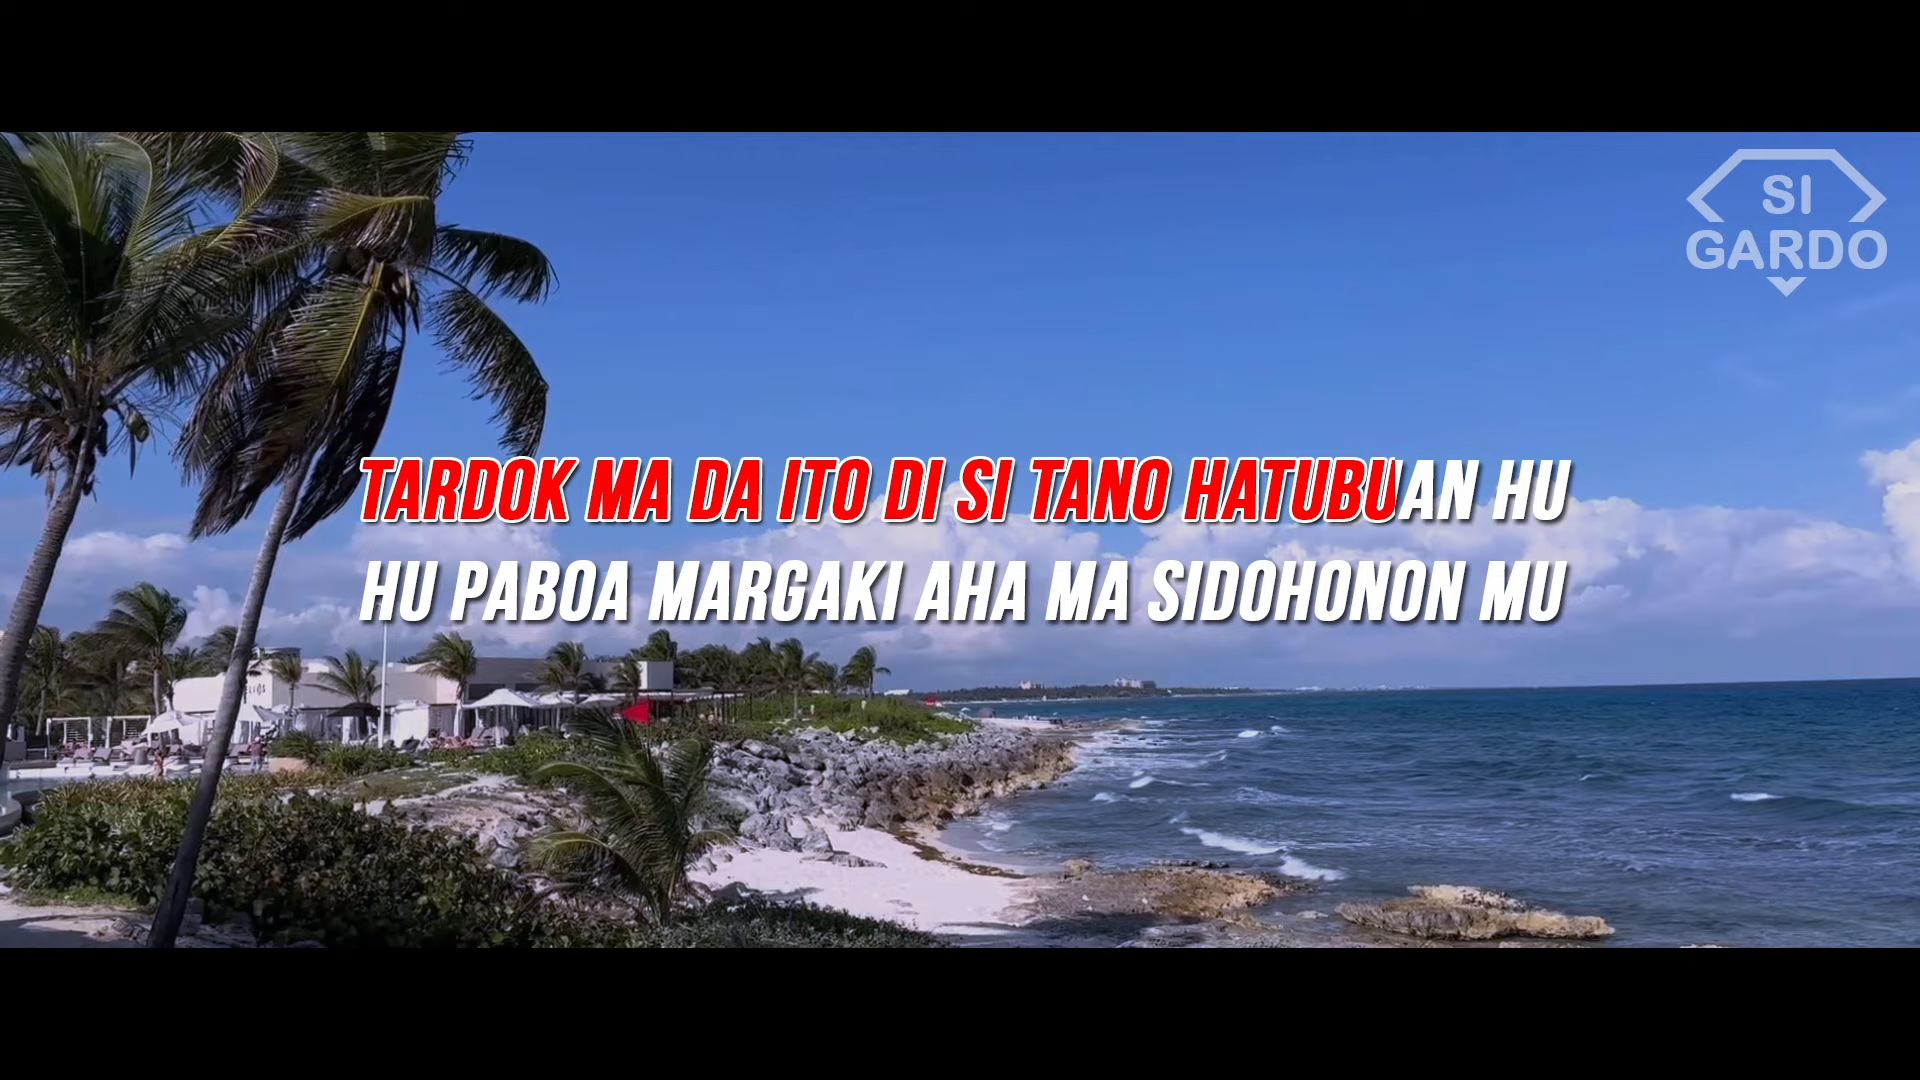 SI
GARDO
TARDOK MA DA ITO DI SI TANO HATUBUAN HU
HU PABOA MARGAKI AHA MA SIDOHONON MU